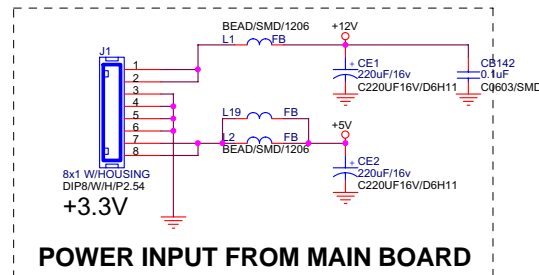 BEAD/SMD/1206 +12V
J1 L1 FB
1
2
3
4
5
6
7
8
CE1
220uF/16v
C220UF16V/D6H11
CB142
0.1uF
C0603/SMD
L19 FB
L2 FB
BEAD/SMD/1206
+5V
CE2
220uF/16v
C220UF16V/D6H11
8x1 W/HOUSING
DIP8/W/H/P2.54
+3.3V
POWER INPUT FROM MAIN BOARD